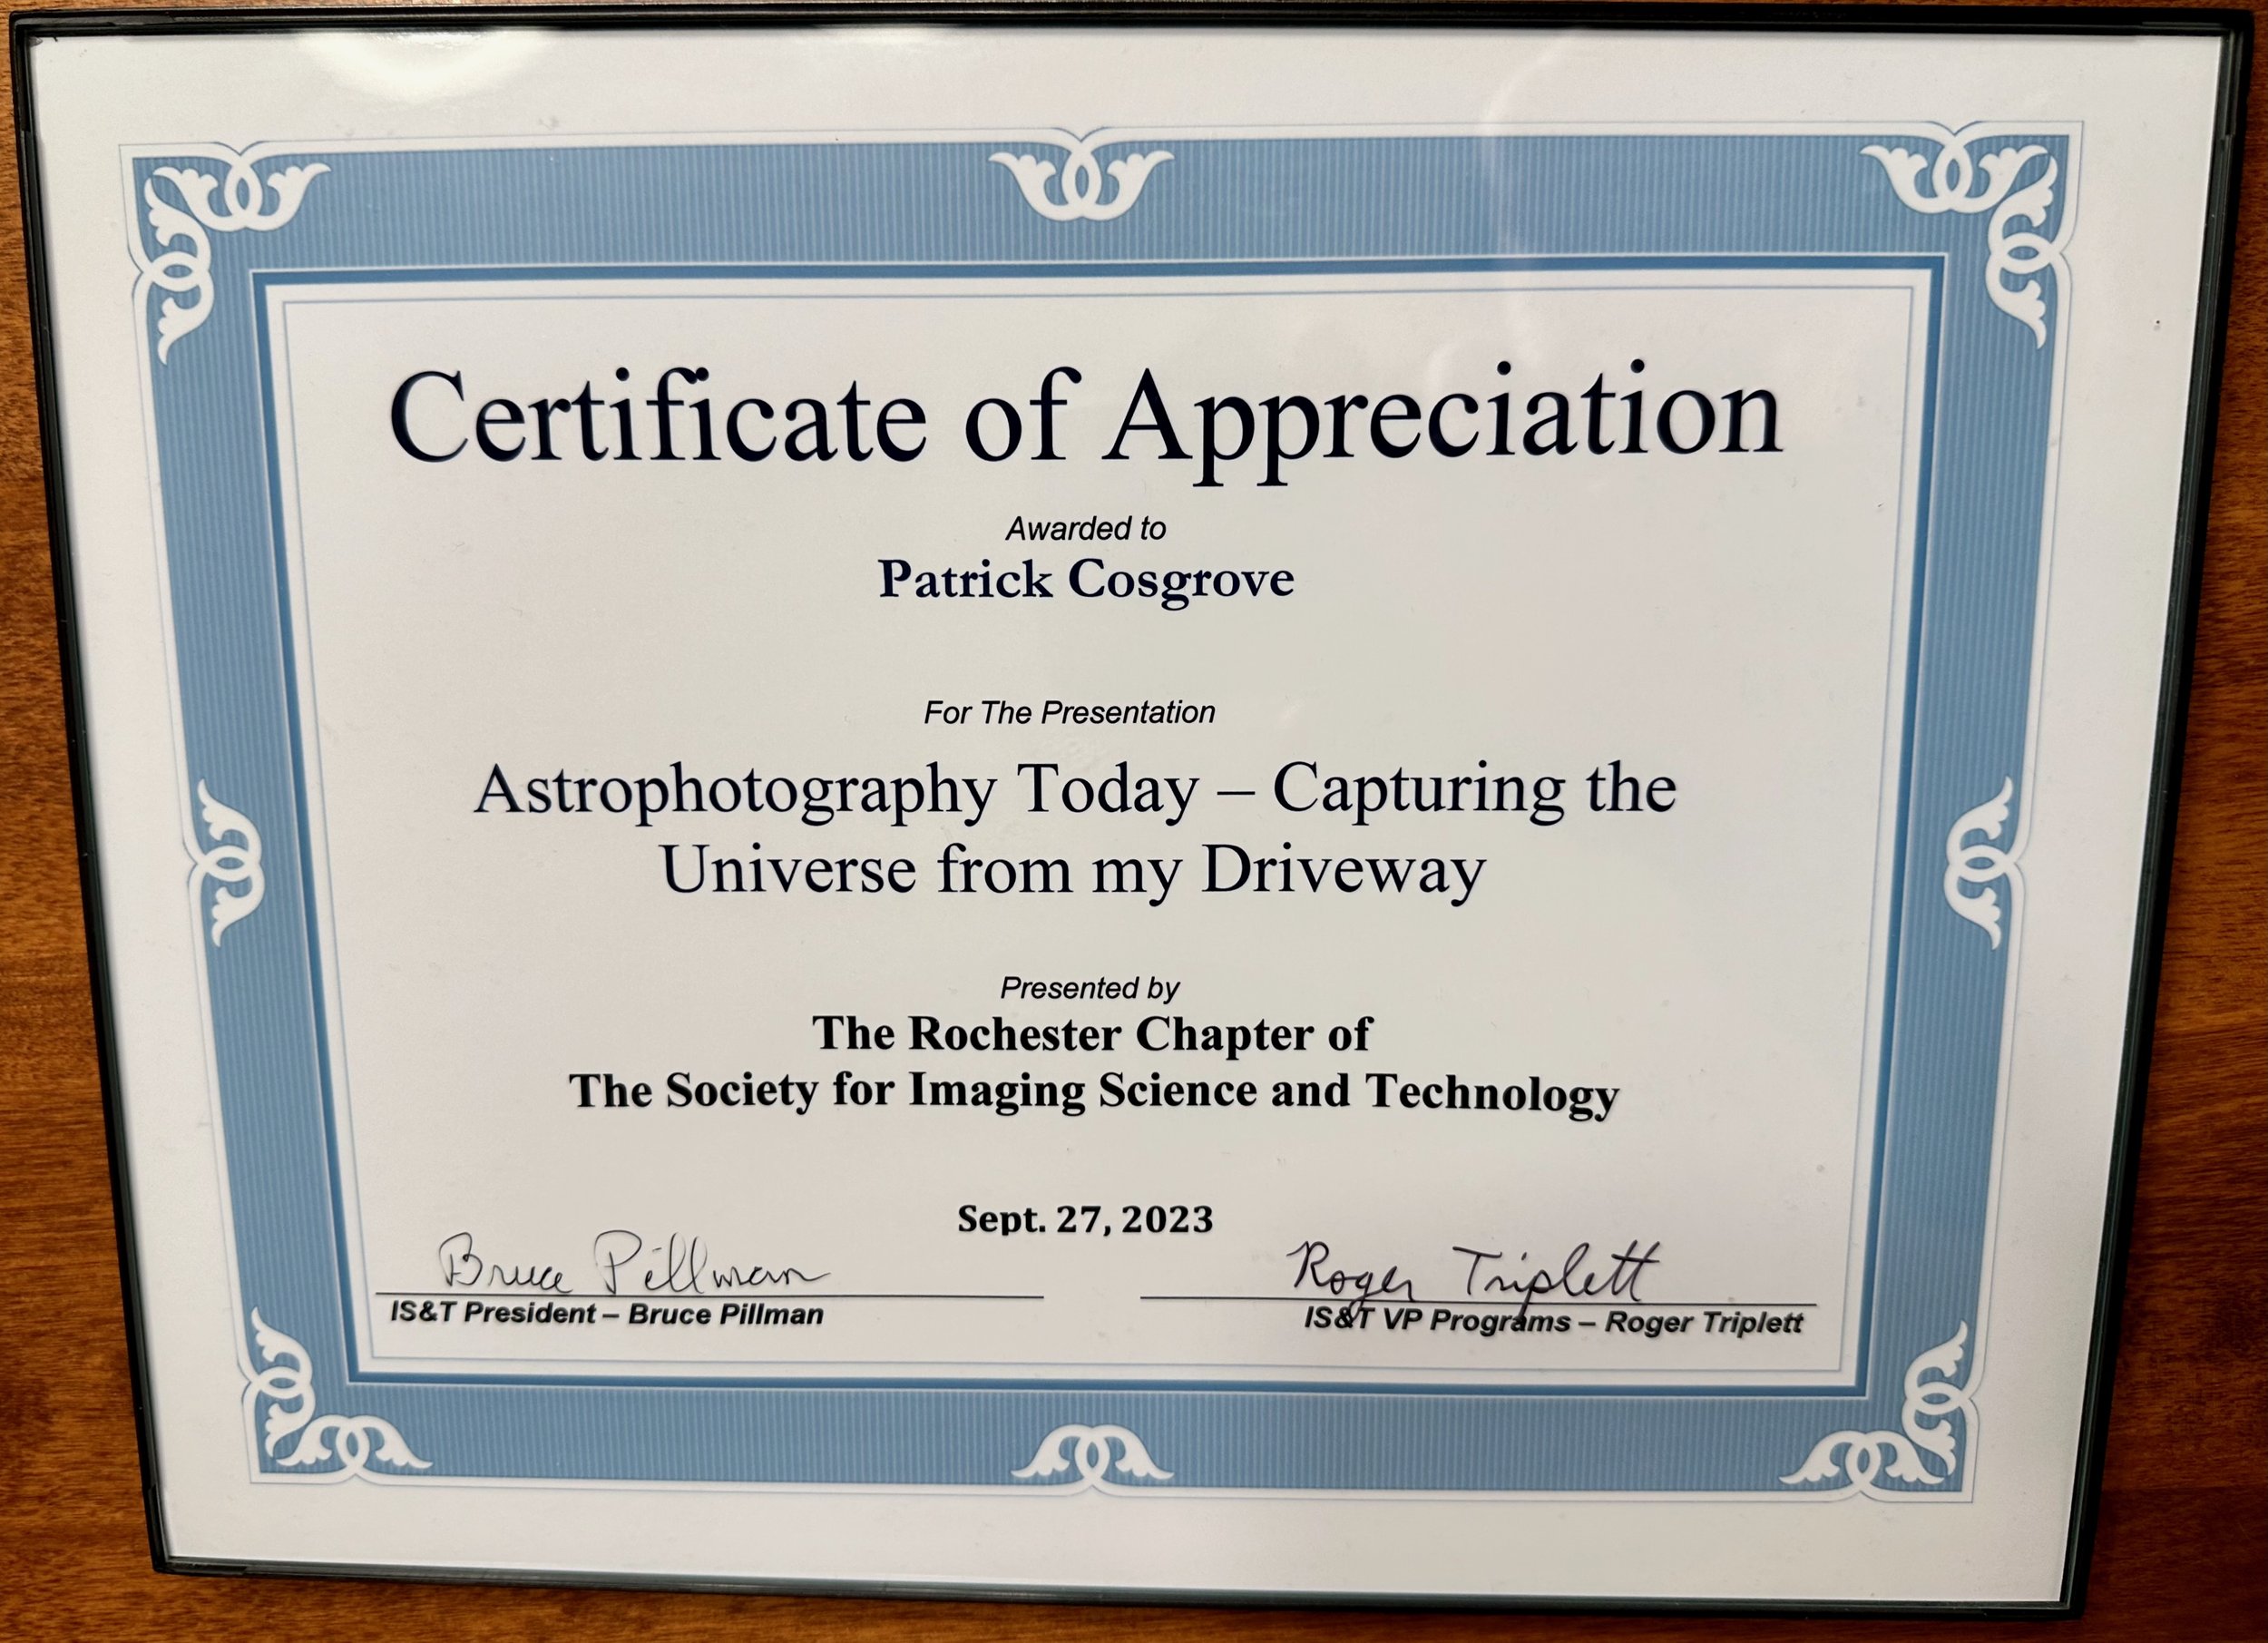 Certificate of Appreciation
Awarded to
Patrick Cosgrove
For The Presentation
Astrophotography Today – Capturing the
Universe from my Driveway
Presented by
The Rochester Chapter of
The Society for Imaging Science and Technology
Sept. 27, 2023
Bruce Pillman
IS&T President – Bruce Pillman
Roger Triplett
IS&T VP Programs – Roger Triplett